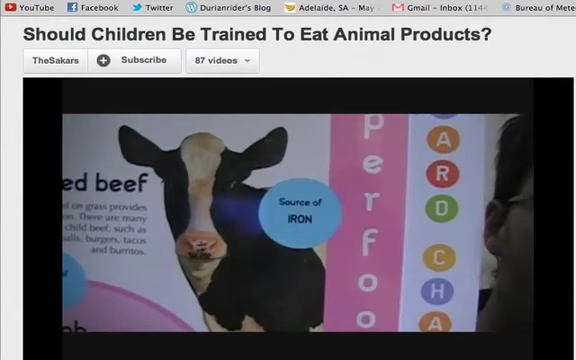 YouTube Facebook Twitter Durianrider's Blog Adelaide, SA - May Gmail - Inbox (114 Bureau of Mete
Should Children Be Trained To Eat Animal Products?
TheSakars Subscribe 87 videos
ed beef
on grass provides
on. There are many
child beef, such as
burgers, tacos
and burritos.
Source of
IRON
p
e
r
f
o
o
A
R
D
C
H
A